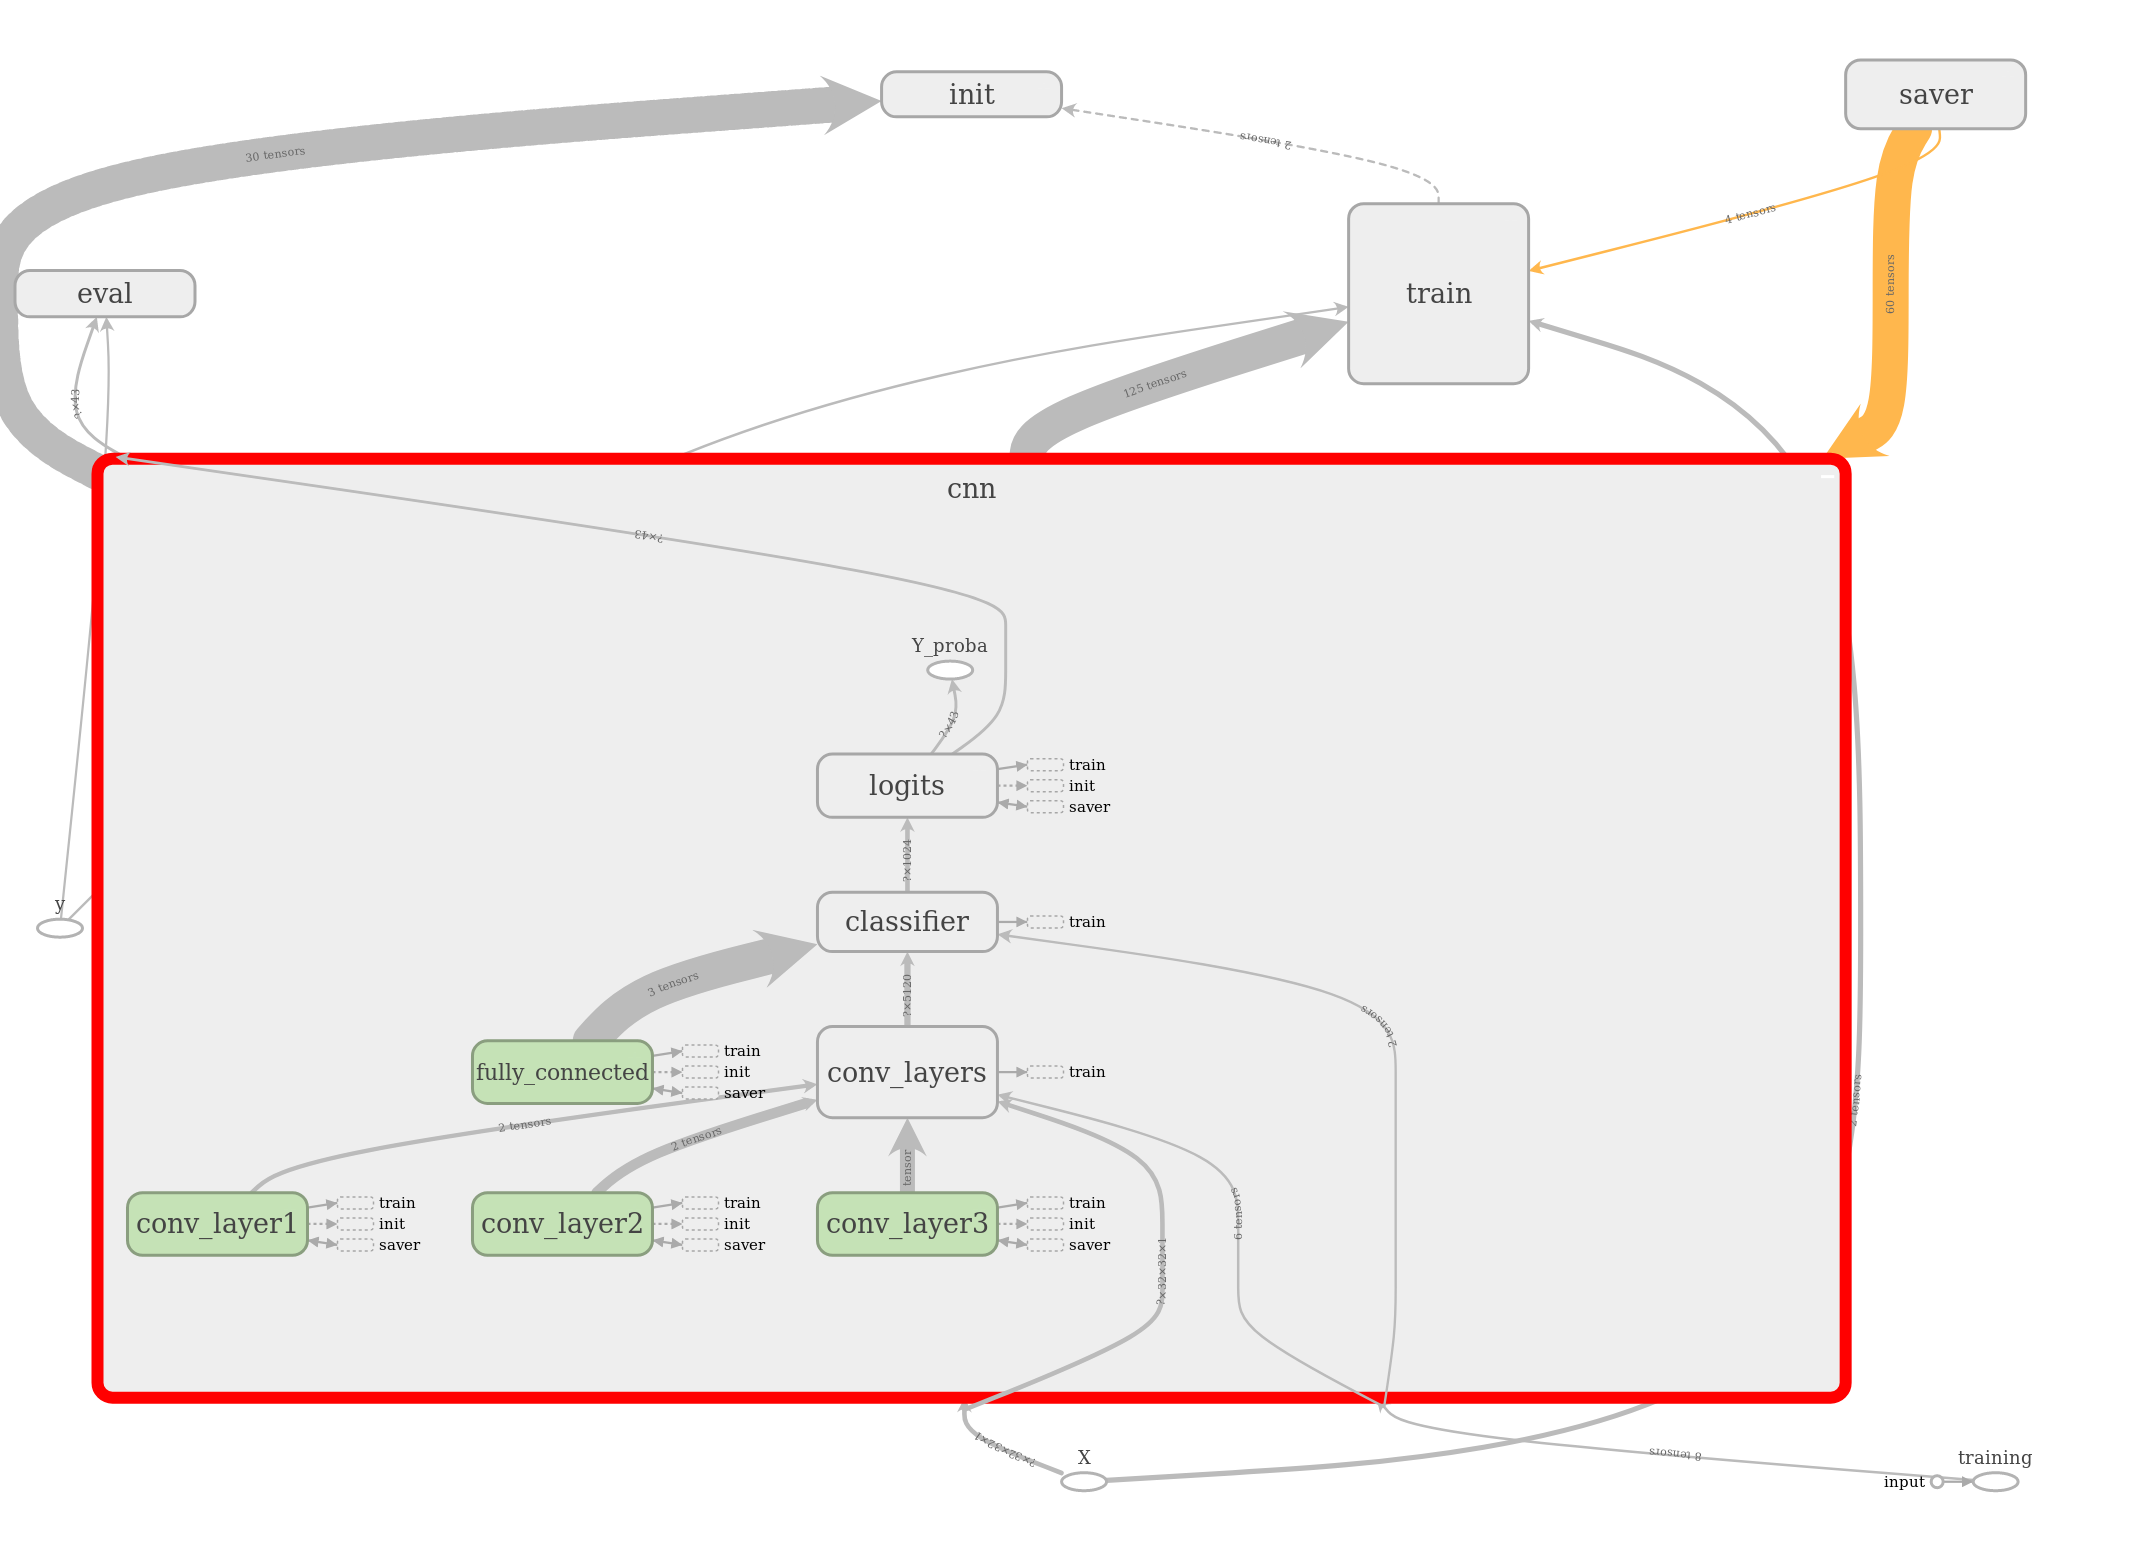 init
saver
2 tensors
30 tensors
4 tensors
eval
train
60 tensors
125 tensors
?×43
cnn
?×43
Y_proba
?×43
logits
train
init
saver
?×1024
y
classifier
train
3 tensors
?×5120
2 tensors
fully_connected
train
init
saver
conv_layers
train
2 tensors
2 tensors
2 tensors
tensor
conv_layer1
train
init
saver
conv_layer2
train
init
saver
conv_layer3
train
init
saver
6 tensors
?×32×32×1
?×32×32×1
X
8 tensors
training
input